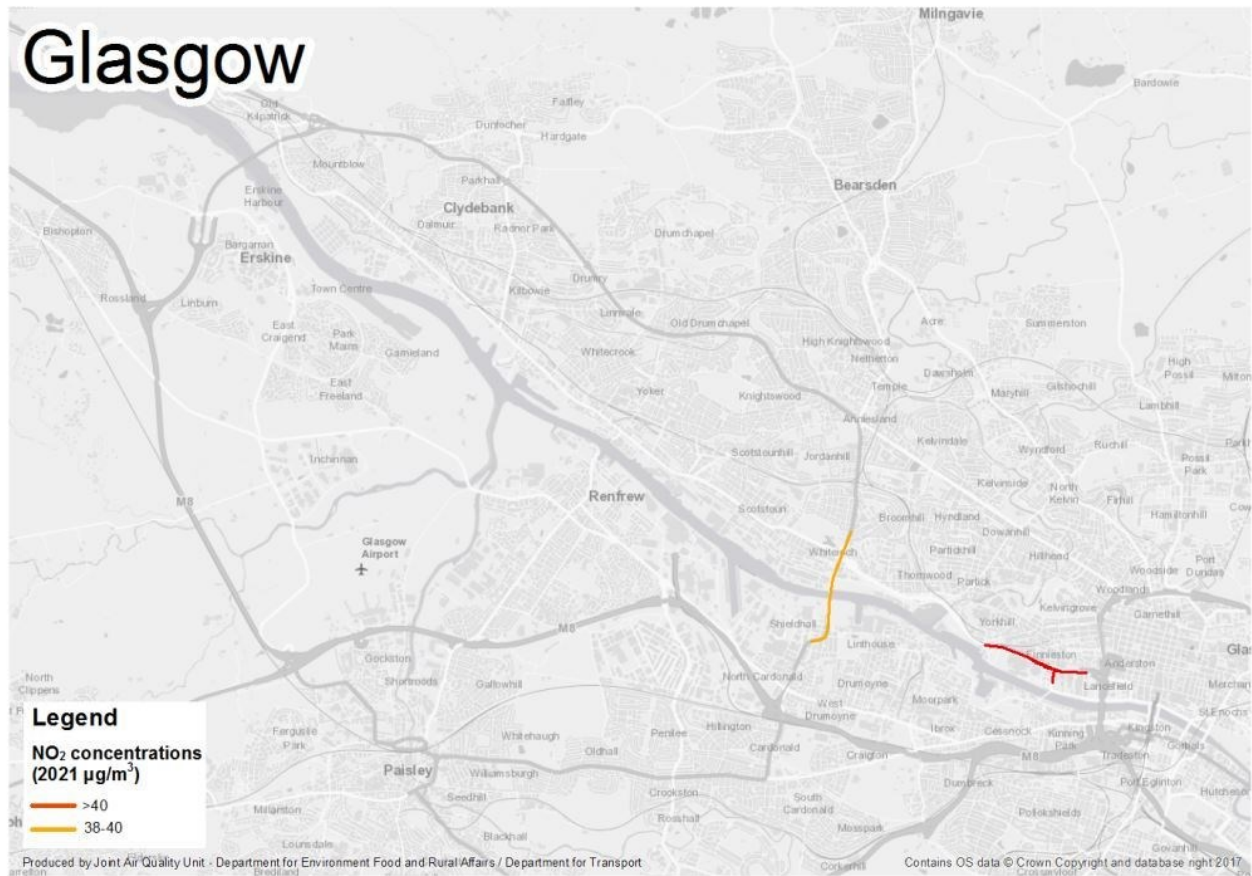 Glasgow
Milngavie
Bardowie
Old
Kilpatrick
Faifley
Duntocher
Hardgate
Mountblow
Parkhall
Bearsden
Erskine
Harbour
Clydebank
Dalmuir
Radnor Park
Drumchapel
Bishopton
Bargarran
Erskine
Drumry
Town Centre
Kilbowie
Rossland
Linburn
Linnvale
Old Drumchapel
Acre
Summerston
East
Craigend
Park
Mains
Garnieland
Whitecrook
High Knightswood
Netherton
High
Possil
Dawsholm
Milton
East
Freeland
Yoker
Knightswood
Temple
Maryhill
Gilshochill
Lambhill
Anniesland
Kelvindale
Wyndford
Ruchill
Inchinnan
Scotstounhill
Jordanhill
Possil
Park
M8
Kelvinside
North
Kelvin
Firhill
Hamiltonhill
Renfrew
Scotstoun
Broomhill
Hyndland
Dowanhill
Glasgow
Airport
Whiteinch
Partickhill
Hillhead
Port
Dundas
Thornwood
Partick
Woodside
Woodlands
Kelvingrove
Garnethill
Shieldhall
Yorkhill
M8
Linthouse
Finnieston
Anderston
Gockston
North
Clippens
Shortroods
Gallowhill
North Cardonald
Drumoyne
Lancefield
Moorpark
West
Drumoyne
St Enochs
Legend
Hillington
Ibrox
Cessnock
Kinning
Park
Kingston
Gorbals
NO₂ concentrations
(2021 µg/m³)
Ferguslie
Park
Whitehaugh
Oldhall
Penilee
Cardonald
Craigton
M8
Tradeston
Paisley
Williamsburgh
Dumbreck
Port Eglinton
>40
Seedhill
Crookston
South
Cardonald
38-40
Millarston
Rosshall
Mosspark
Pollokshields
Blackhall
Lounsdale
Govanhill
Corkerhill
Produced by Joint Air Quality Unit - Department for Environment Food and Rural Affairs / Department for Transport
Contains OS data © Crown Copyright and database right 2017